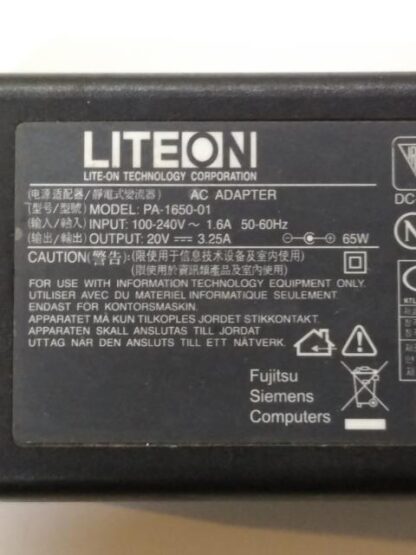 LITEON
LITE-ON TECHNOLOGY CORPORATION
(电源适配器/靜電式變流器) AC ADAPTER
(型号/型號) MODEL: PA-1650-01
(输入/輸入) INPUT: 100-240V ~ 1.6A 50-60Hz
(输出/輸出) OUTPUT: 20V ⎓ 3.25A 65W
CAUTION(警告):(限使用于信息技术设备及室内使用)
(限使用於資訊類產品及室内使用)
FOR USE WITH INFORMATION TECHNOLOGY EQUIPMENT ONLY.
UTILISER AVEC DU MATERIEL INFORMATIQUE SEULEMENT.
ENDAST FOR KONTORSMASKIN.
APPARATET MÅ KUN TILKOPLES JORDET STIKKONTAKT.
APPARATEN SKALL ANSLUTAS TILL JORDAT
UTTAG NÄR DEN ANSLUTS TILL ETT NÄTVERK.
Fujitsu
Siemens
Computers
DC
N